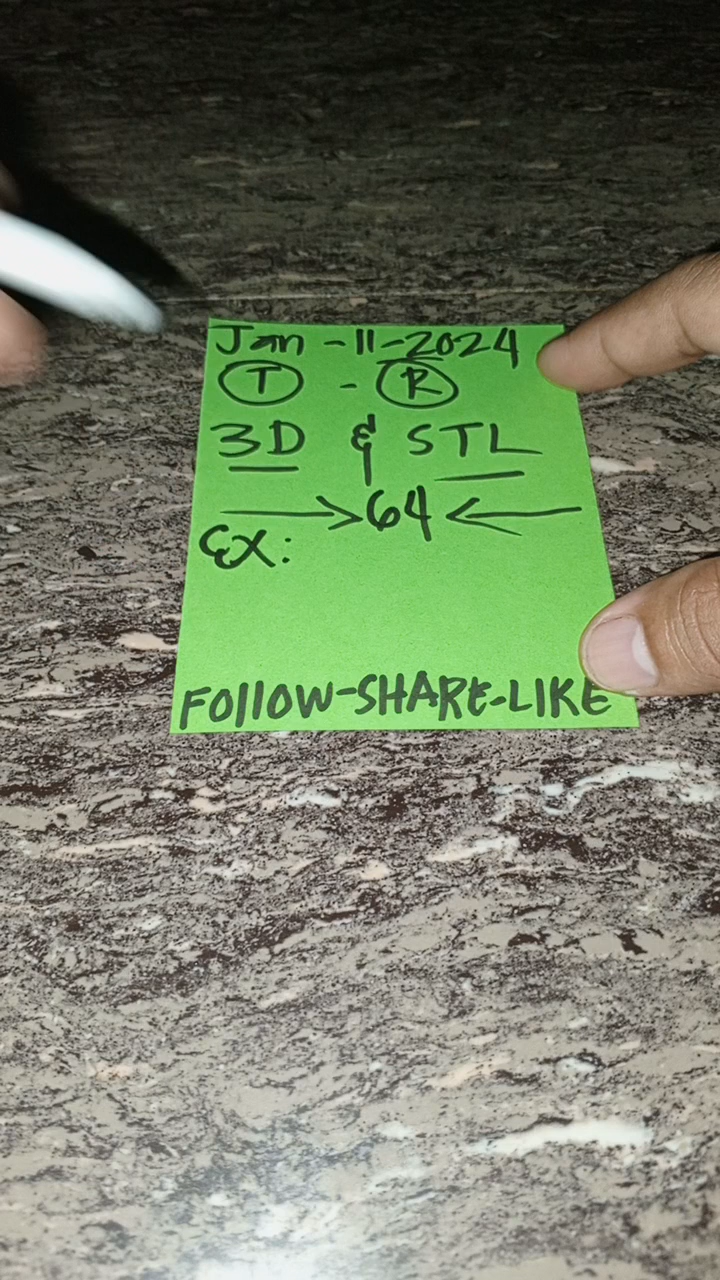 Jan -11-2024
T - R
3D & STL
→64←
Ex:
FOLLOW-SHARE-LIKE